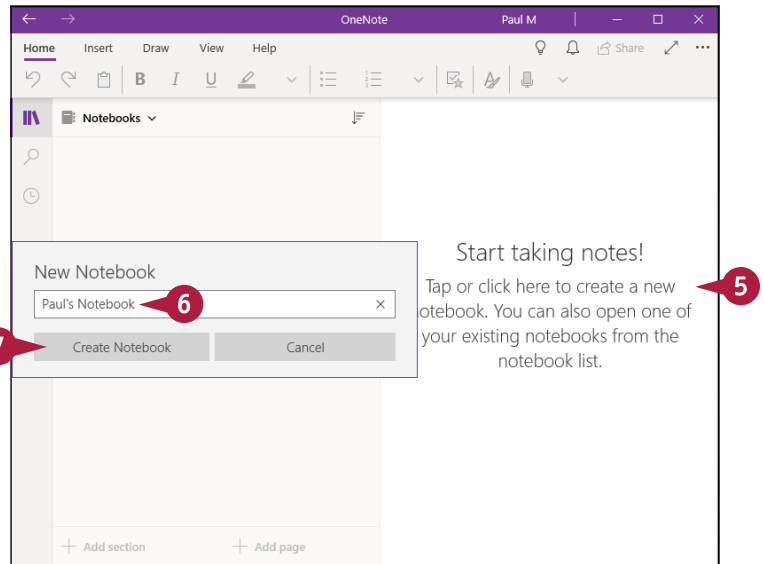 OneNote
Paul M
Home Insert Draw View Help
Share
B I U
Notebooks
Start taking notes!
Tap or click here to create a new
otebook. You can also open one of
your existing notebooks from the
notebook list.
5
New Notebook
Paul's Notebook
6
Create Notebook
Cancel
Add section
Add page